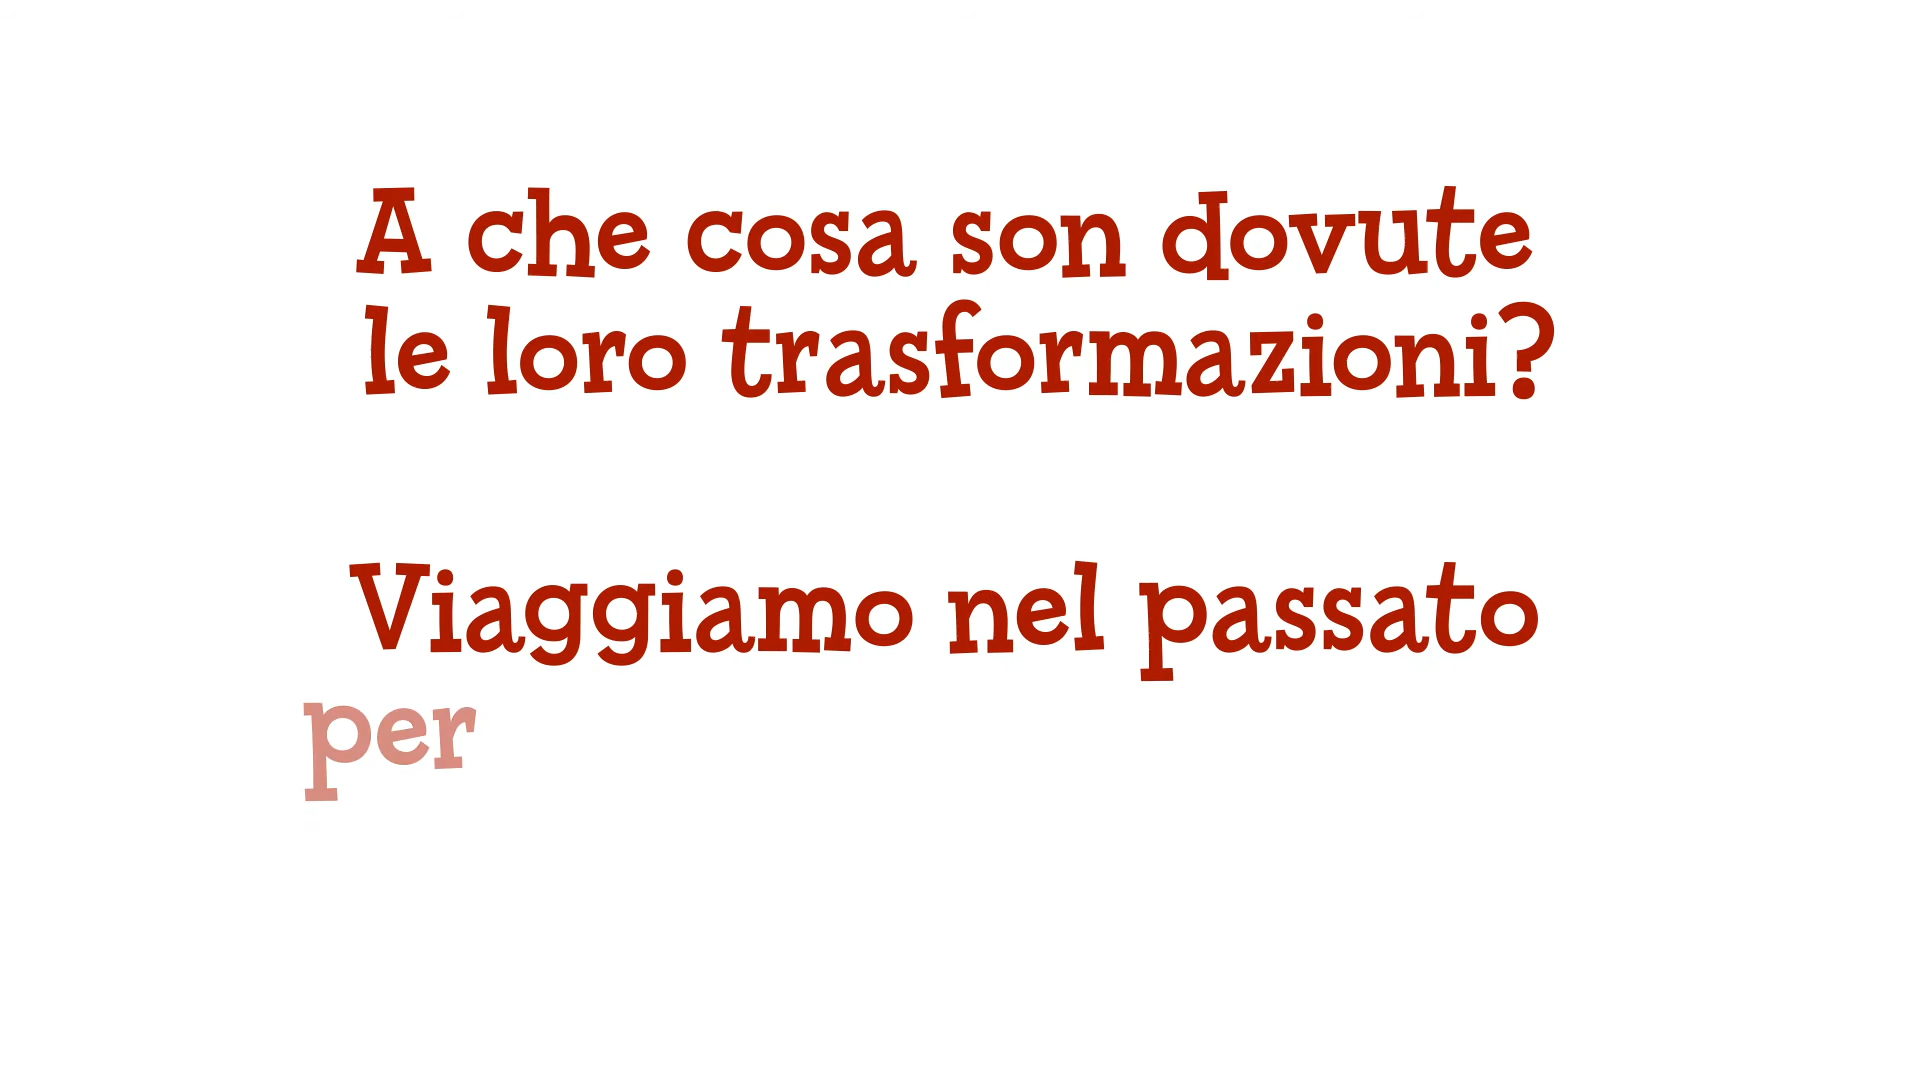 A che cosa son dovute
le loro trasformazioni?
Viaggiamo nel passato
per